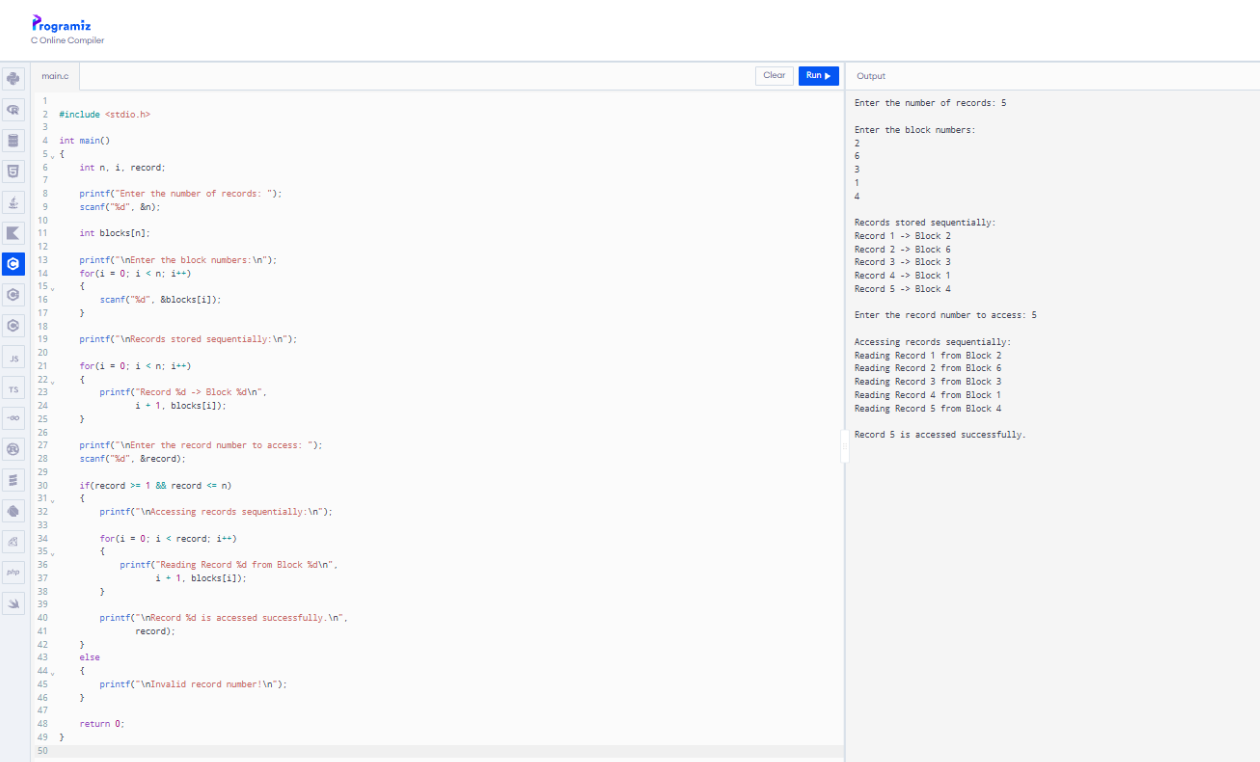 Programiz
C Online Compiler
main.c
Clear
Run
Output
1
2 #include <stdio.h>
3
4 int main()
5 {
6     int n, i, record;
7
8     printf("Enter the number of records: ");
9     scanf("%d", &n);
10
11     int blocks[n];
12
13     printf("\nEnter the block numbers:\n");
14     for(i = 0; i < n; i++)
15     {
16         scanf("%d", &blocks[i]);
17     }
18
19     printf("\nRecords stored sequentially:\n");
20
21     for(i = 0; i < n; i++)
22     {
23         printf("Record %d -> Block %d\n",
24                i + 1, blocks[i]);
25     }
26
27     printf("\nEnter the record number to access: ");
28     scanf("%d", &record);
29
30     if(record >= 1 && record <= n)
31     {
32         printf("\nAccessing records sequentially:\n");
33
34         for(i = 0; i < record; i++)
35         {
36             printf("Reading Record %d from Block %d\n",
37                    i + 1, blocks[i]);
38         }
39
40         printf("\nRecord %d is accessed successfully.\n",
41                record);
42     }
43     else
44     {
45         printf("\nInvalid record number!\n");
46     }
47
48     return 0;
49 }
50
Enter the number of records: 5
Enter the block numbers:
2
6
3
1
4
Records stored sequentially:
Record 1 -> Block 2
Record 2 -> Block 6
Record 3 -> Block 3
Record 4 -> Block 1
Record 5 -> Block 4
Enter the record number to access: 5
Accessing records sequentially:
Reading Record 1 from Block 2
Reading Record 2 from Block 6
Reading Record 3 from Block 3
Reading Record 4 from Block 1
Reading Record 5 from Block 4
Record 5 is accessed successfully.
JS
TS
php